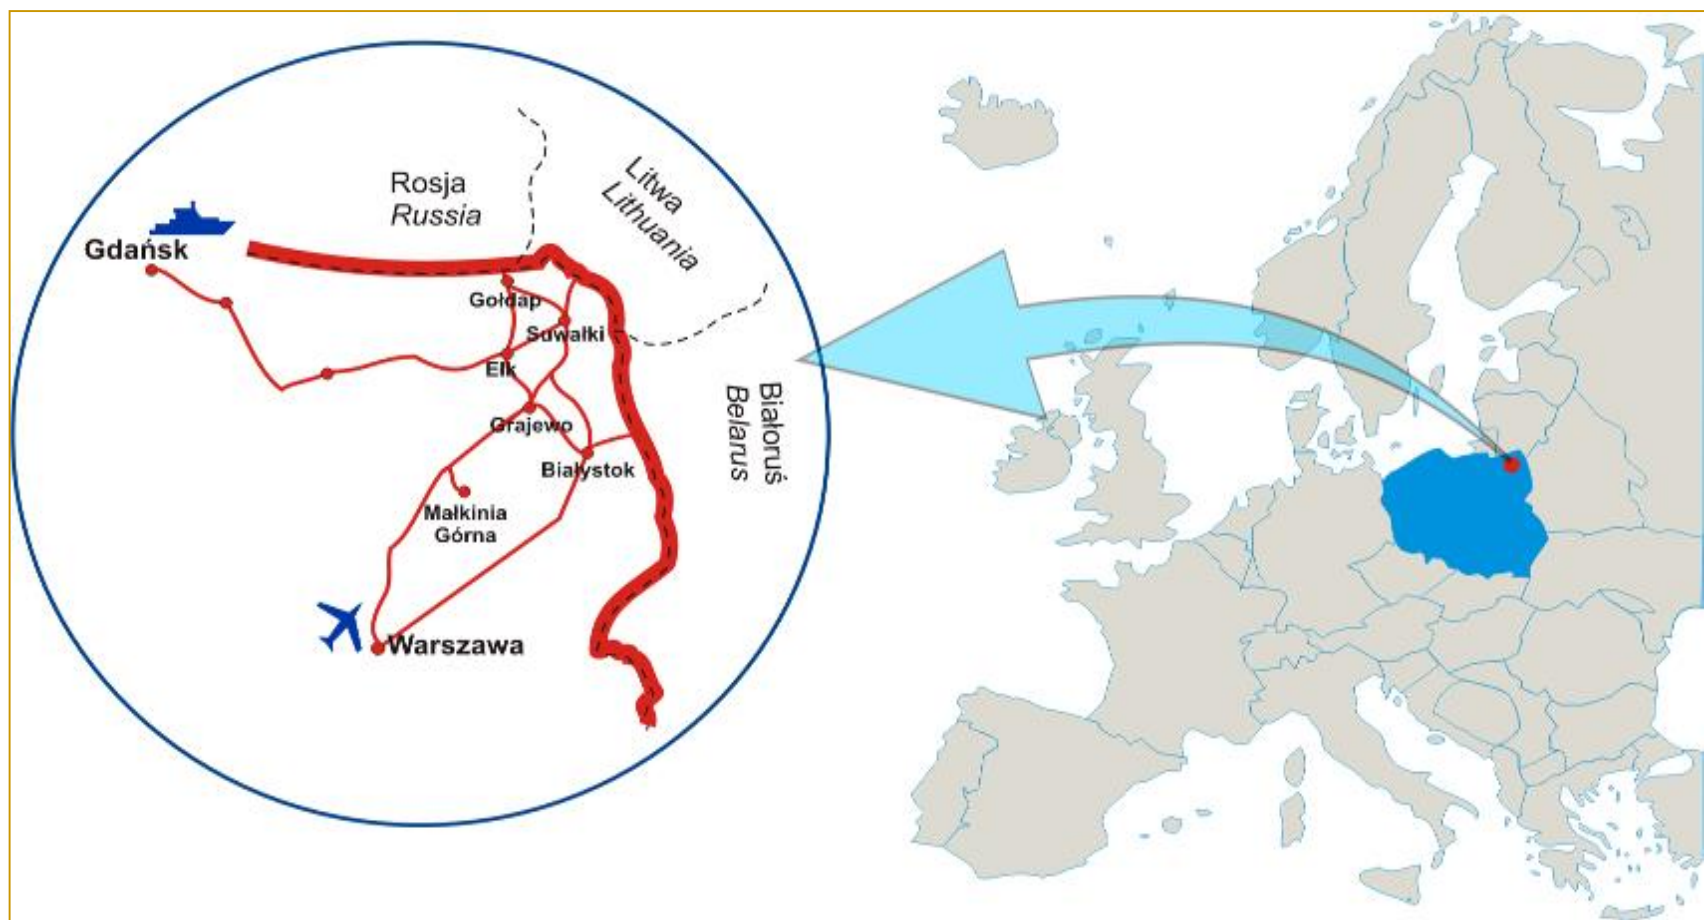 Rosja
Russia
Litwa
Lithuania
Gdańsk
Gołdap
Suwałki
Ełk
Białoruś
Belarus
Grajewo
Białystok
Małkinia
Górna
Warszawa